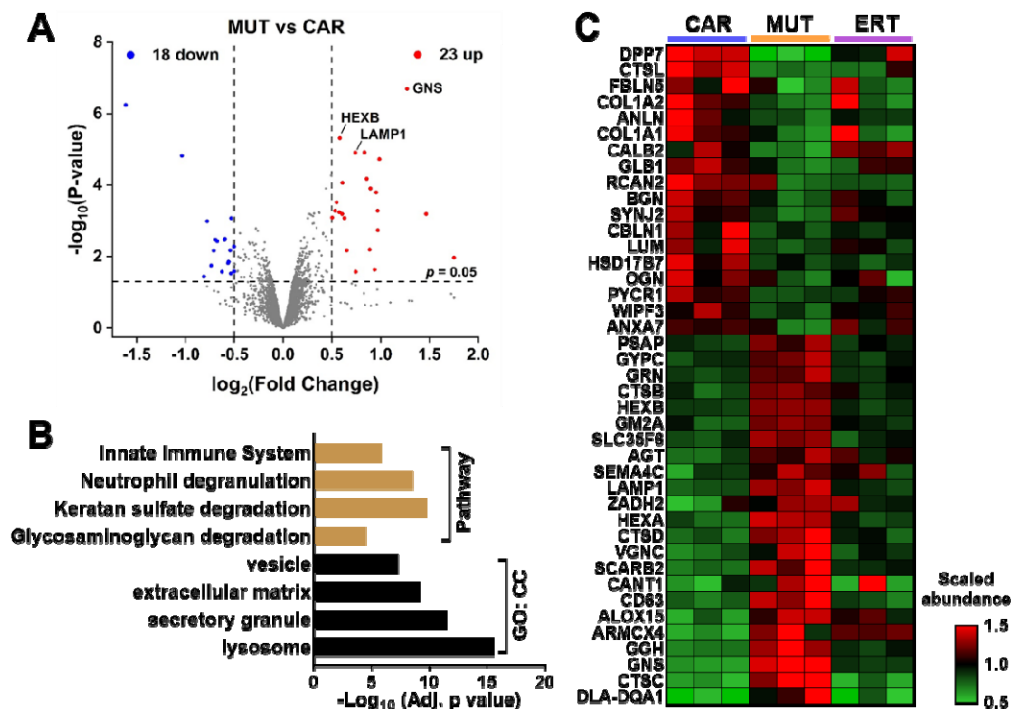 A
MUT vs CAR
18 down
23 up
GNS
HEXB
LAMP1
p = 0.05
-log10(P-value)
8
6
4
2
0
-1.5
-1.0
-0.5
0.0
0.5
1.0
1.5
2.0
log2(Fold Change)
B
Innate Immune System
Neutrophil degranulation
Keratan sulfate degradation
Glycosaminoglycan degradation
vesicle
extracellular matrix
secretory granule
lysosome
Pathway
GO: CC
0
5
10
15
20
-Log10 (Adj. p value)
C
CAR
MUT
ERT
DPP7
CTSL
FBLN5
COL1A2
ANLN
COL1A1
CALB2
GLB1
RCAN2
BGN
SYNJ2
CBLN1
LUM
HSD17B7
OGN
PYCR1
WIPF3
ANXA7
PSAP
GYPC
GRN
CTSB
HEXB
GM2A
SLC35F6
AGT
SEMA4C
LAMP1
ZADH2
HEXA
CTSD
VGNC
SCARB2
CANT1
CD63
ALOX15
ARMCX4
GGH
GNS
CTSC
DLA-DQA1
Scaled
abundance
1.5
1.0
0.5